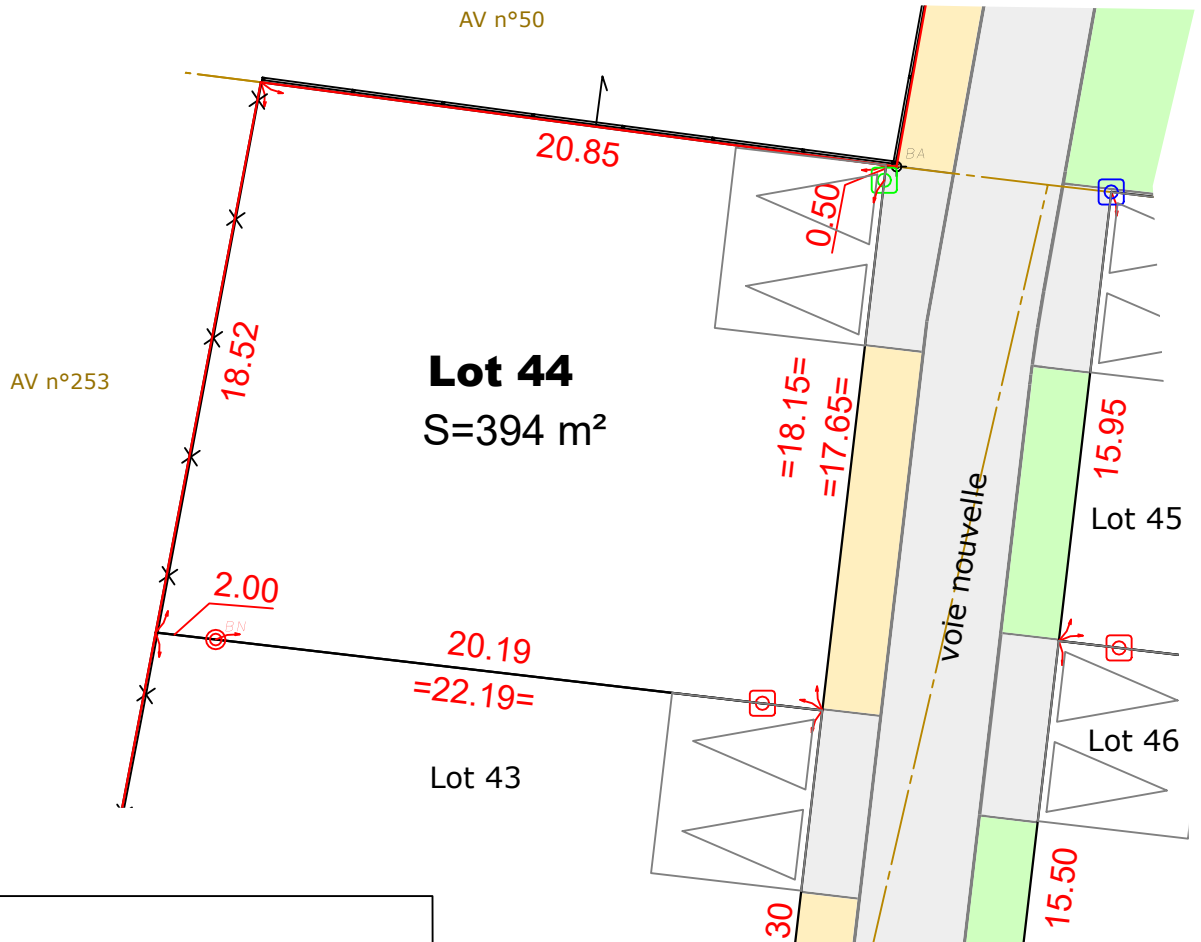 AV n°50
20.85
BA
0.50
18.52
AV n°253
Lot 44
S=394 m²
=18.15=
=17.65=
15.95
voie nouvelle
Lot 45
2.00
BN
20.19
=22.19=
Lot 46
Lot 43
15.50
30